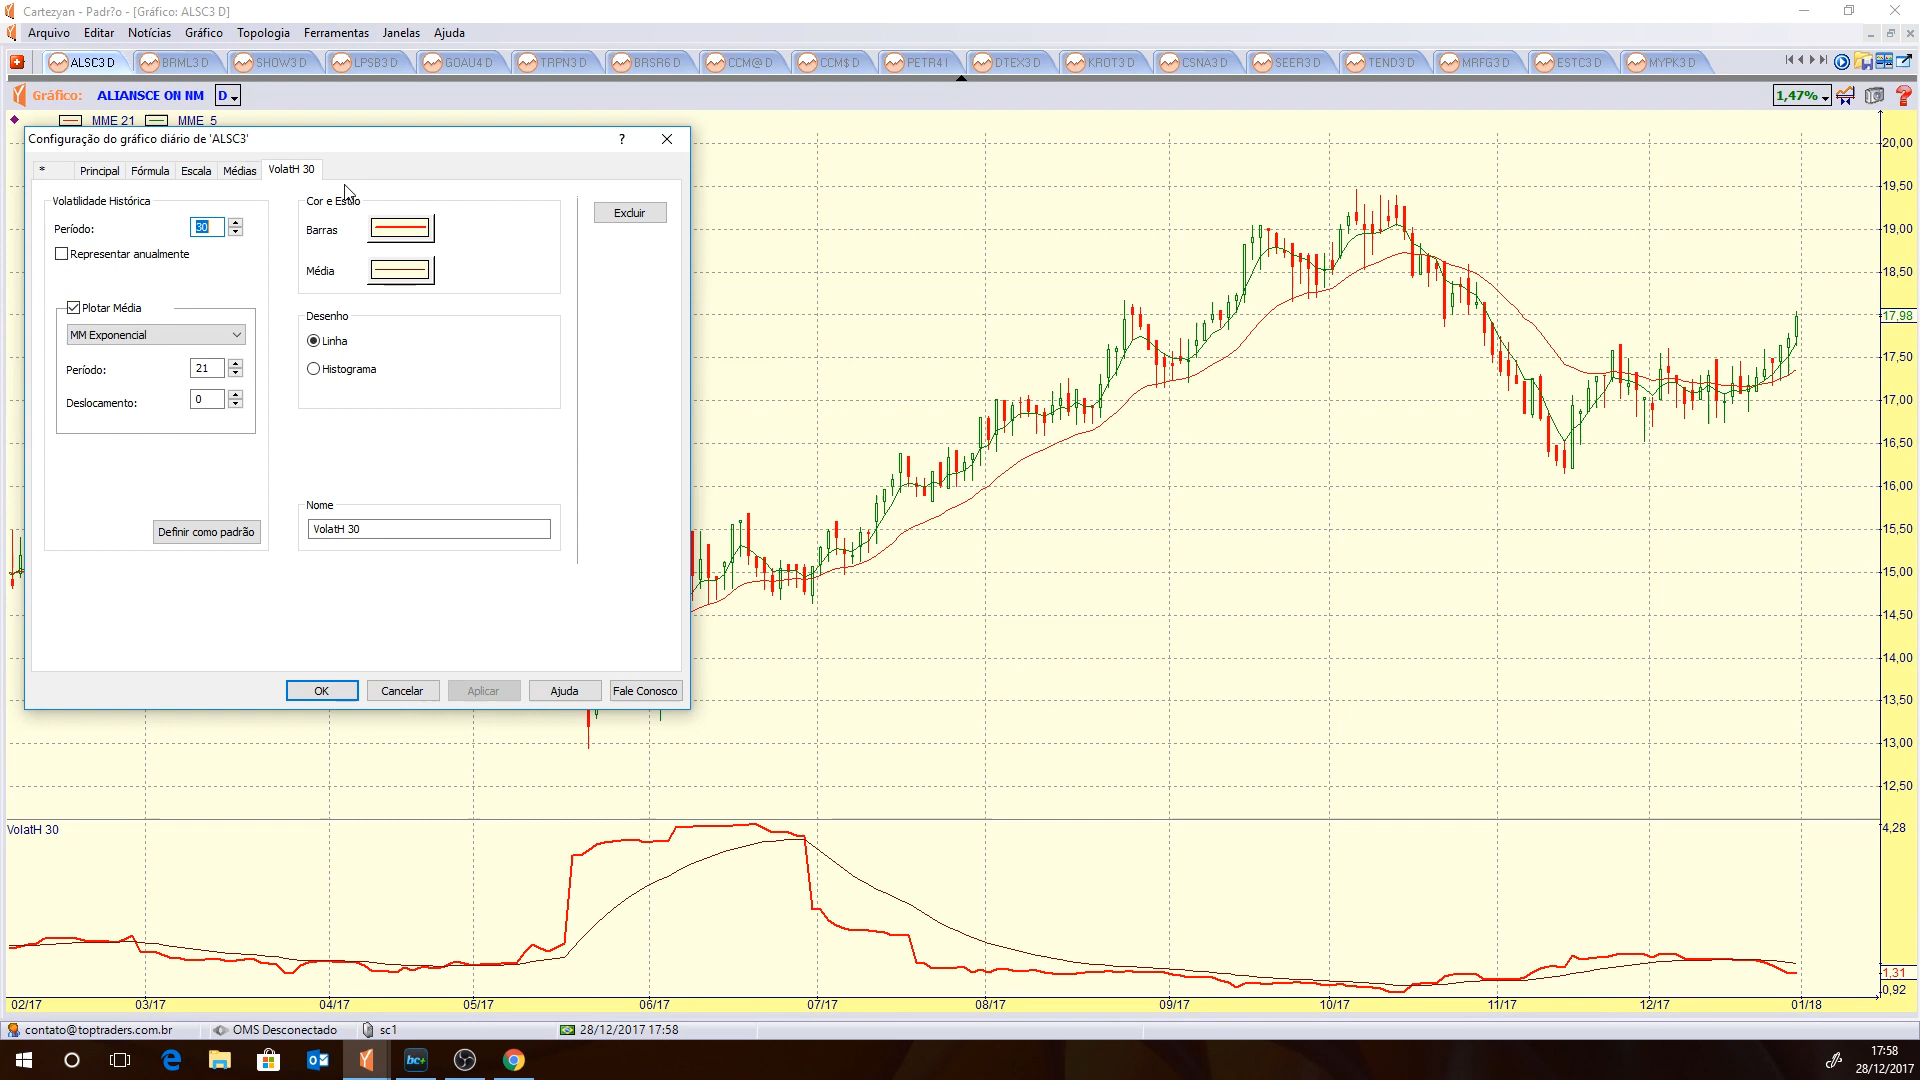 Cartezyan - Padr?o - [Gráfico: ALSC3 D]
Arquivo Editar Notícias Gráfico Topologia Ferramentas Janelas Ajuda
ALSC3 D BRML3 D SHOW3 D LPSB3 D GOAU4 D TRPN3 D BRSR6 D CCM@ D CCM$ D PETR4 I DTEX3 D KROT3 D CSNA3 D SEER3 D TEND3 D MRFG3 D ESTC3 D MYPK3 D
Gráfico: ALIANSCE ON NM D 1,47%
MME 21 MME 5
Configuração do gráfico diário de 'ALSC3' ?
* Principal Fórmula Escala Médias VolatH 30
Volatilidade Histórica
Período: 30
Representar anualmente
Plotar Média
MM Exponencial
Período: 21
Deslocamento: 0
Definir como padrão
Cor e Estilo
Barras
Média
Desenho
Linha
Histograma
Nome
VolatH 30
Excluir
OK Cancelar Aplicar Ajuda Fale Conosco
20,00
19,50
19,00
18,50
17,98
17,50
17,00
16,50
16,00
15,50
15,00
14,50
14,00
13,50
13,00
12,50
VolatH 30
4,28
1,31
0,92
02/17 03/17 04/17 05/17 06/17 07/17 08/17 09/17 10/17 11/17 12/17 01/18
contato@toptraders.com.br OMS Desconectado sc1 28/12/2017 17:58
bc+
17:58
28/12/2017